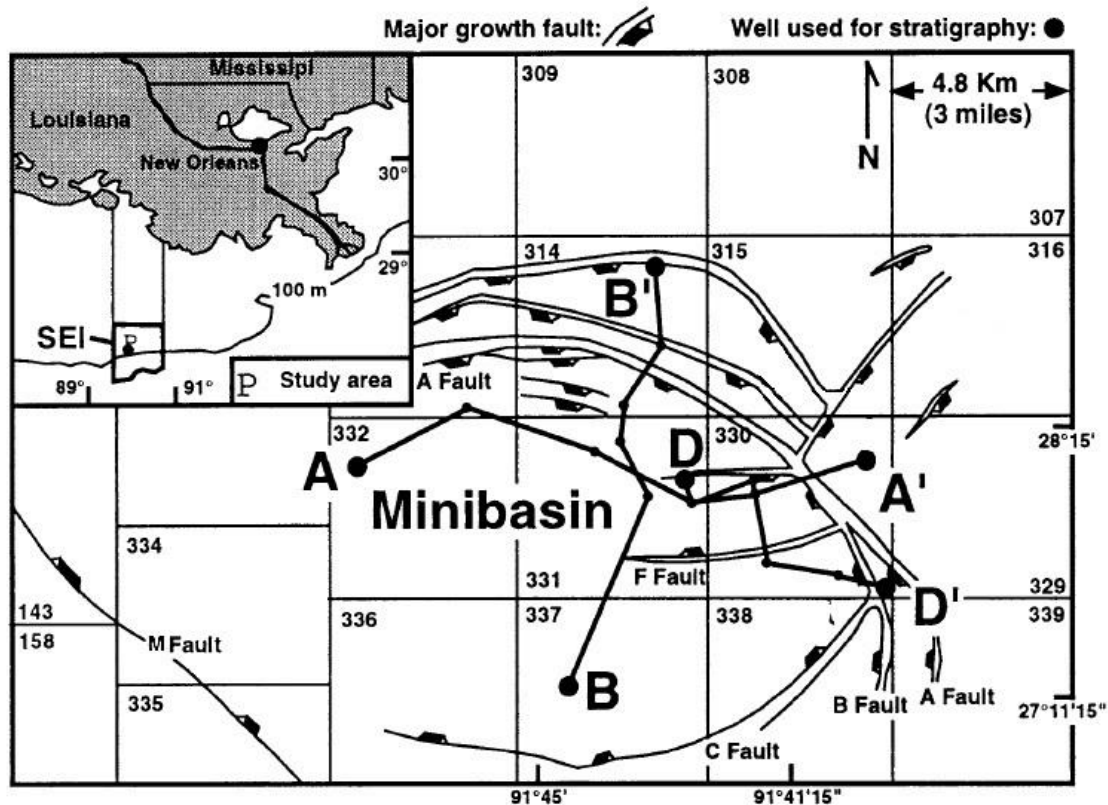 Major growth fault:
Well used for stratigraphy:
Mississippi
Louisiana
New Orleans
30°
29°
100 m
SEI
P
89°
91°
P Study area
309
308
4.8 Km
(3 miles)
N
307
314
315
316
B'
A Fault
332
330
28°15'
A
D
A'
Minibasin
334
F Fault
331
329
D'
143
336
337
338
339
158
M Fault
335
B
B Fault
A Fault
C Fault
27°11'15"
91°45'
91°41'15"